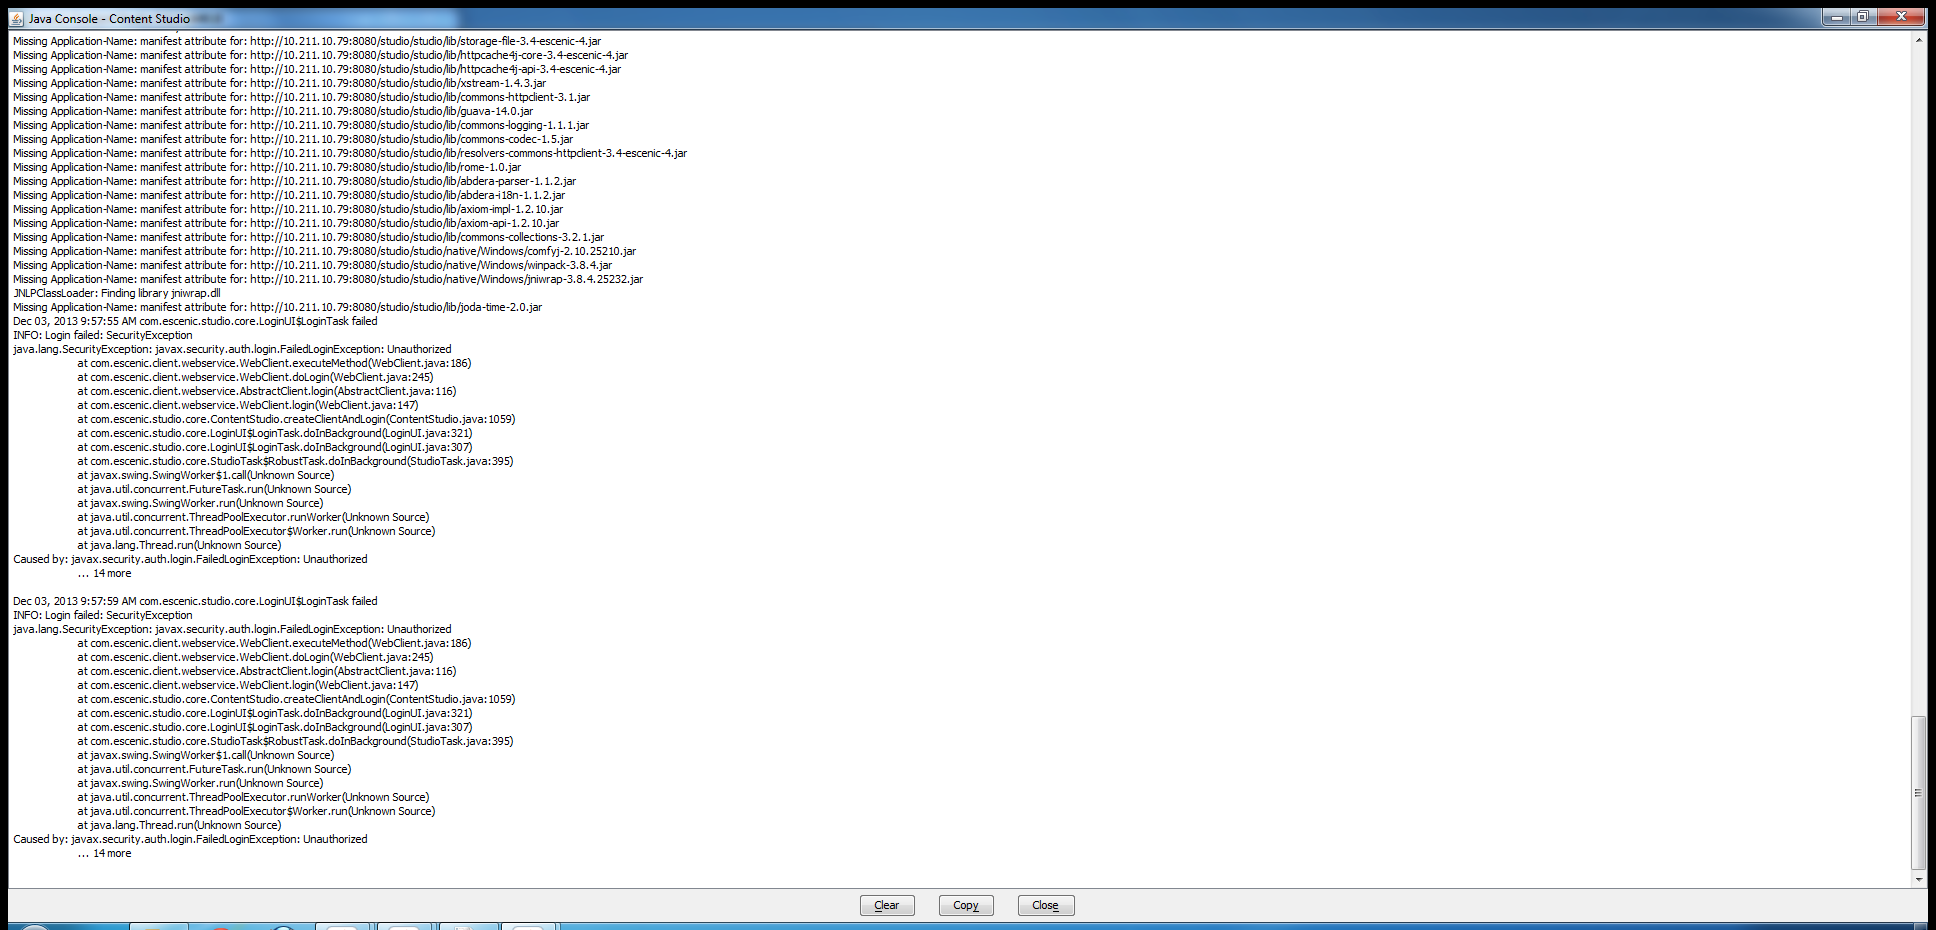 Java Console - Content Studio
Missing Application-Name: manifest attribute for: http://10.211.10.79:8080/studio/studio/lib/storage-file-3.4-escenic-4.jar
Missing Application-Name: manifest attribute for: http://10.211.10.79:8080/studio/studio/lib/httpcache4j-core-3.4-escenic-4.jar
Missing Application-Name: manifest attribute for: http://10.211.10.79:8080/studio/studio/lib/httpcache4j-api-3.4-escenic-4.jar
Missing Application-Name: manifest attribute for: http://10.211.10.79:8080/studio/studio/lib/xstream-1.4.3.jar
Missing Application-Name: manifest attribute for: http://10.211.10.79:8080/studio/studio/lib/commons-httpclient-3.1.jar
Missing Application-Name: manifest attribute for: http://10.211.10.79:8080/studio/studio/lib/guava-14.0.jar
Missing Application-Name: manifest attribute for: http://10.211.10.79:8080/studio/studio/lib/commons-logging-1.1.1.jar
Missing Application-Name: manifest attribute for: http://10.211.10.79:8080/studio/studio/lib/commons-codec-1.5.jar
Missing Application-Name: manifest attribute for: http://10.211.10.79:8080/studio/studio/lib/resolvers-commons-httpclient-3.4-escenic-4.jar
Missing Application-Name: manifest attribute for: http://10.211.10.79:8080/studio/studio/lib/rome-1.0.jar
Missing Application-Name: manifest attribute for: http://10.211.10.79:8080/studio/studio/lib/abdera-parser-1.1.2.jar
Missing Application-Name: manifest attribute for: http://10.211.10.79:8080/studio/studio/lib/abdera-i18n-1.1.2.jar
Missing Application-Name: manifest attribute for: http://10.211.10.79:8080/studio/studio/lib/axiom-impl-1.2.10.jar
Missing Application-Name: manifest attribute for: http://10.211.10.79:8080/studio/studio/lib/axiom-api-1.2.10.jar
Missing Application-Name: manifest attribute for: http://10.211.10.79:8080/studio/studio/lib/commons-collections-3.2.1.jar
Missing Application-Name: manifest attribute for: http://10.211.10.79:8080/studio/studio/native/Windows/comfyj-2.10.25210.jar
Missing Application-Name: manifest attribute for: http://10.211.10.79:8080/studio/studio/native/Windows/winpack-3.8.4.jar
Missing Application-Name: manifest attribute for: http://10.211.10.79:8080/studio/studio/native/Windows/jniwrap-3.8.4.25232.jar
JNLPClassLoader: Finding library jniwrap.dll
Missing Application-Name: manifest attribute for: http://10.211.10.79:8080/studio/studio/lib/joda-time-2.0.jar
Dec 03, 2013 9:57:55 AM com.escenic.studio.core.LoginUI$LoginTask failed
INFO: Login failed: SecurityException
java.lang.SecurityException: javax.security.auth.login.FailedLoginException: Unauthorized
at com.escenic.client.webservice.WebClient.executeMethod(WebClient.java:186)
at com.escenic.client.webservice.WebClient.doLogin(WebClient.java:245)
at com.escenic.client.webservice.AbstractClient.login(AbstractClient.java:116)
at com.escenic.client.webservice.WebClient.login(WebClient.java:147)
at com.escenic.studio.core.ContentStudio.createClientAndLogin(ContentStudio.java:1059)
at com.escenic.studio.core.LoginUI$LoginTask.doInBackground(LoginUI.java:321)
at com.escenic.studio.core.LoginUI$LoginTask.doInBackground(LoginUI.java:307)
at com.escenic.studio.core.StudioTask$RobustTask.doInBackground(StudioTask.java:395)
at javax.swing.SwingWorker$1.call(Unknown Source)
at java.util.concurrent.FutureTask.run(Unknown Source)
at javax.swing.SwingWorker.run(Unknown Source)
at java.util.concurrent.ThreadPoolExecutor.runWorker(Unknown Source)
at java.util.concurrent.ThreadPoolExecutor$Worker.run(Unknown Source)
at java.lang.Thread.run(Unknown Source)
Caused by: javax.security.auth.login.FailedLoginException: Unauthorized
... 14 more
Dec 03, 2013 9:57:59 AM com.escenic.studio.core.LoginUI$LoginTask failed
INFO: Login failed: SecurityException
java.lang.SecurityException: javax.security.auth.login.FailedLoginException: Unauthorized
at com.escenic.client.webservice.WebClient.executeMethod(WebClient.java:186)
at com.escenic.client.webservice.WebClient.doLogin(WebClient.java:245)
at com.escenic.client.webservice.AbstractClient.login(AbstractClient.java:116)
at com.escenic.client.webservice.WebClient.login(WebClient.java:147)
at com.escenic.studio.core.ContentStudio.createClientAndLogin(ContentStudio.java:1059)
at com.escenic.studio.core.LoginUI$LoginTask.doInBackground(LoginUI.java:321)
at com.escenic.studio.core.LoginUI$LoginTask.doInBackground(LoginUI.java:307)
at com.escenic.studio.core.StudioTask$RobustTask.doInBackground(StudioTask.java:395)
at javax.swing.SwingWorker$1.call(Unknown Source)
at java.util.concurrent.FutureTask.run(Unknown Source)
at javax.swing.SwingWorker.run(Unknown Source)
at java.util.concurrent.ThreadPoolExecutor.runWorker(Unknown Source)
at java.util.concurrent.ThreadPoolExecutor$Worker.run(Unknown Source)
at java.lang.Thread.run(Unknown Source)
Caused by: javax.security.auth.login.FailedLoginException: Unauthorized
... 14 more
Clear Copy Close